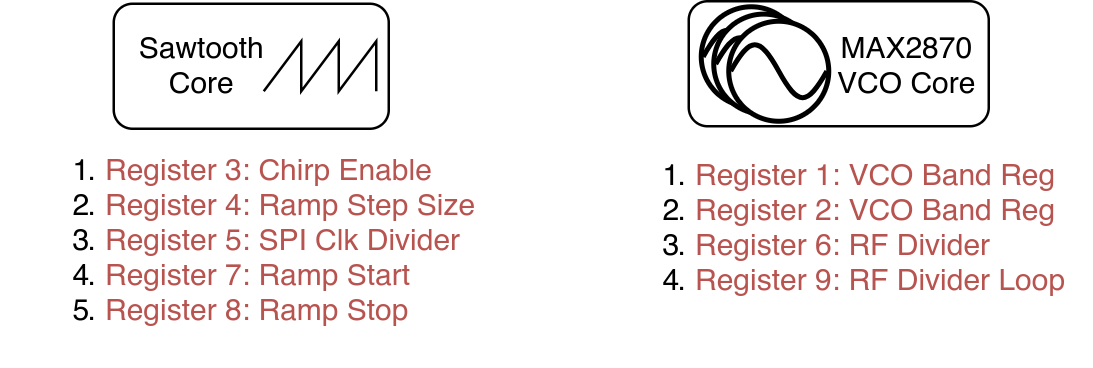 Sawtooth
Core
1. Register 3: Chirp Enable
2. Register 4: Ramp Step Size
3. Register 5: SPI Clk Divider
4. Register 7: Ramp Start
5. Register 8: Ramp Stop
MAX2870
VCO Core
1. Register 1: VCO Band Reg
2. Register 2: VCO Band Reg
3. Register 6: RF Divider
4. Register 9: RF Divider Loop